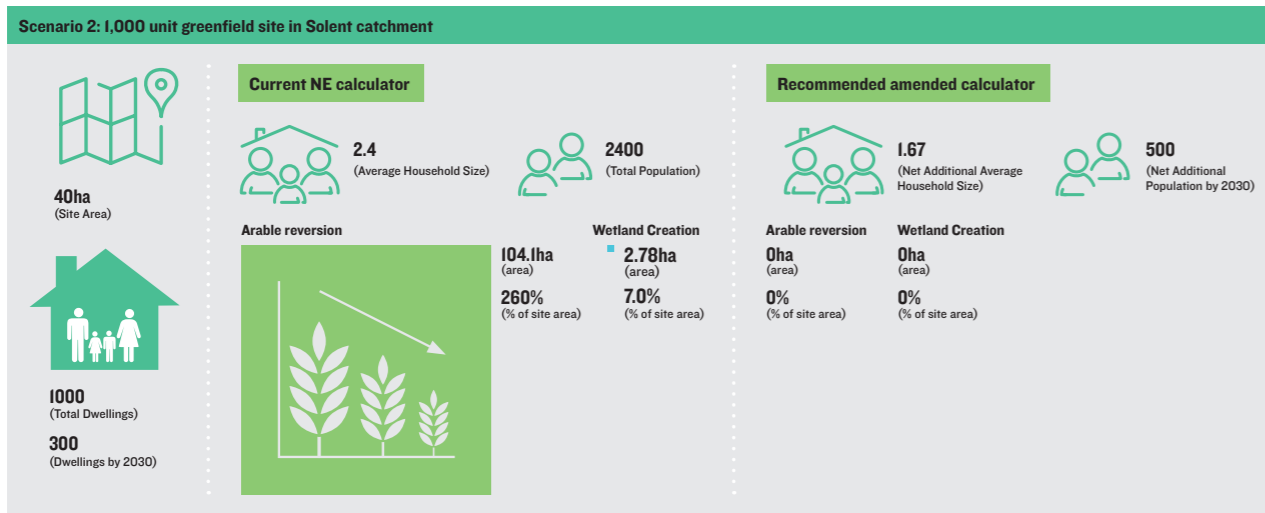 Scenario 2: 1,000 unit greenfield site in Solent catchment
40ha
(Site Area)
1000
(Total Dwellings)
300
(Dwellings by 2030)
Current NE calculator
2.4
(Average Household Size)
2400
(Total Population)
Arable reversion
104.1ha
(area)
260%
(% of site area)
Wetland Creation
2.78ha
(area)
7.0%
(% of site area)
Recommended amended calculator
1.67
(Net Additional Average
Household Size)
500
(Net Additional
Population by 2030)
Arable reversion
0ha
(area)
0%
(% of site area)
Wetland Creation
0ha
(area)
0%
(% of site area)